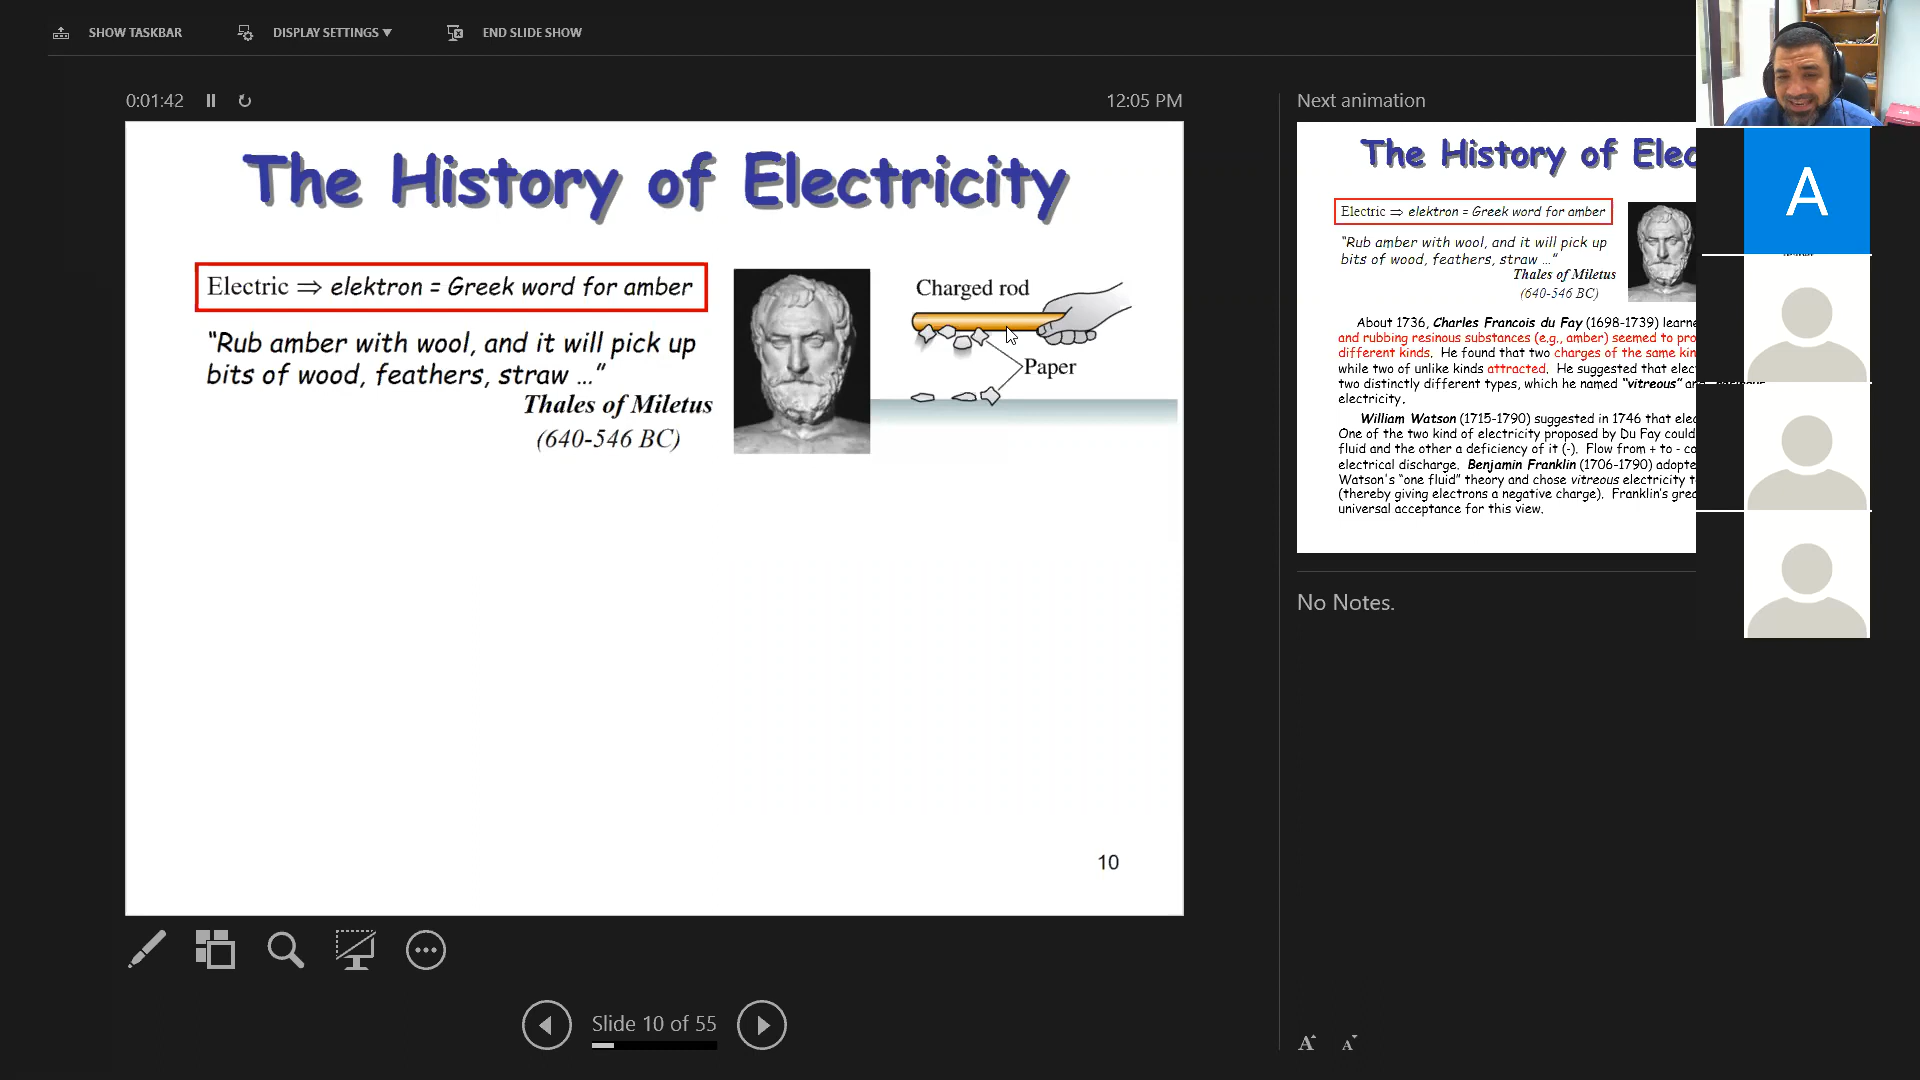 SHOW TASKBAR
DISPLAY SETTINGS ▼
END SLIDE SHOW
0:01:42
12:05 PM
The History of Electricity
Electric ⇒ elektron = Greek word for amber
"Rub amber with wool, and it will pick up
bits of wood, feathers, straw …"
Thales of Miletus
(640-546 BC)
Charged rod
Paper
10
Slide 10 of 55
Next animation
The History of Elec
Electric ⇒ elektron = Greek word for amber
"Rub amber with wool, and it will pick up
bits of wood, feathers, straw …"
Thales of Miletus
(640-546 BC)
About 1736, Charles Francois du Fay (1698-1739) learne
and rubbing resinous substances (e.g., amber) seemed to pro
different kinds. He found that two charges of the same kin
while two of unlike kinds attracted. He suggested that elec
two distinctly different types, which he named "vitreous" an
electricity.
William Watson (1715-1790) suggested in 1746 that elec
One of the two kind of electricity proposed by Du Fay could
fluid and the other a deficiency of it (-). Flow from + to - co
electrical discharge. Benjamin Franklin (1706-1790) adopte
Watson's "one fluid" theory and chose vitreous electricity t
(thereby giving electrons a negative charge). Franklin's grea
universal acceptance for this view.
No Notes.
A
A A